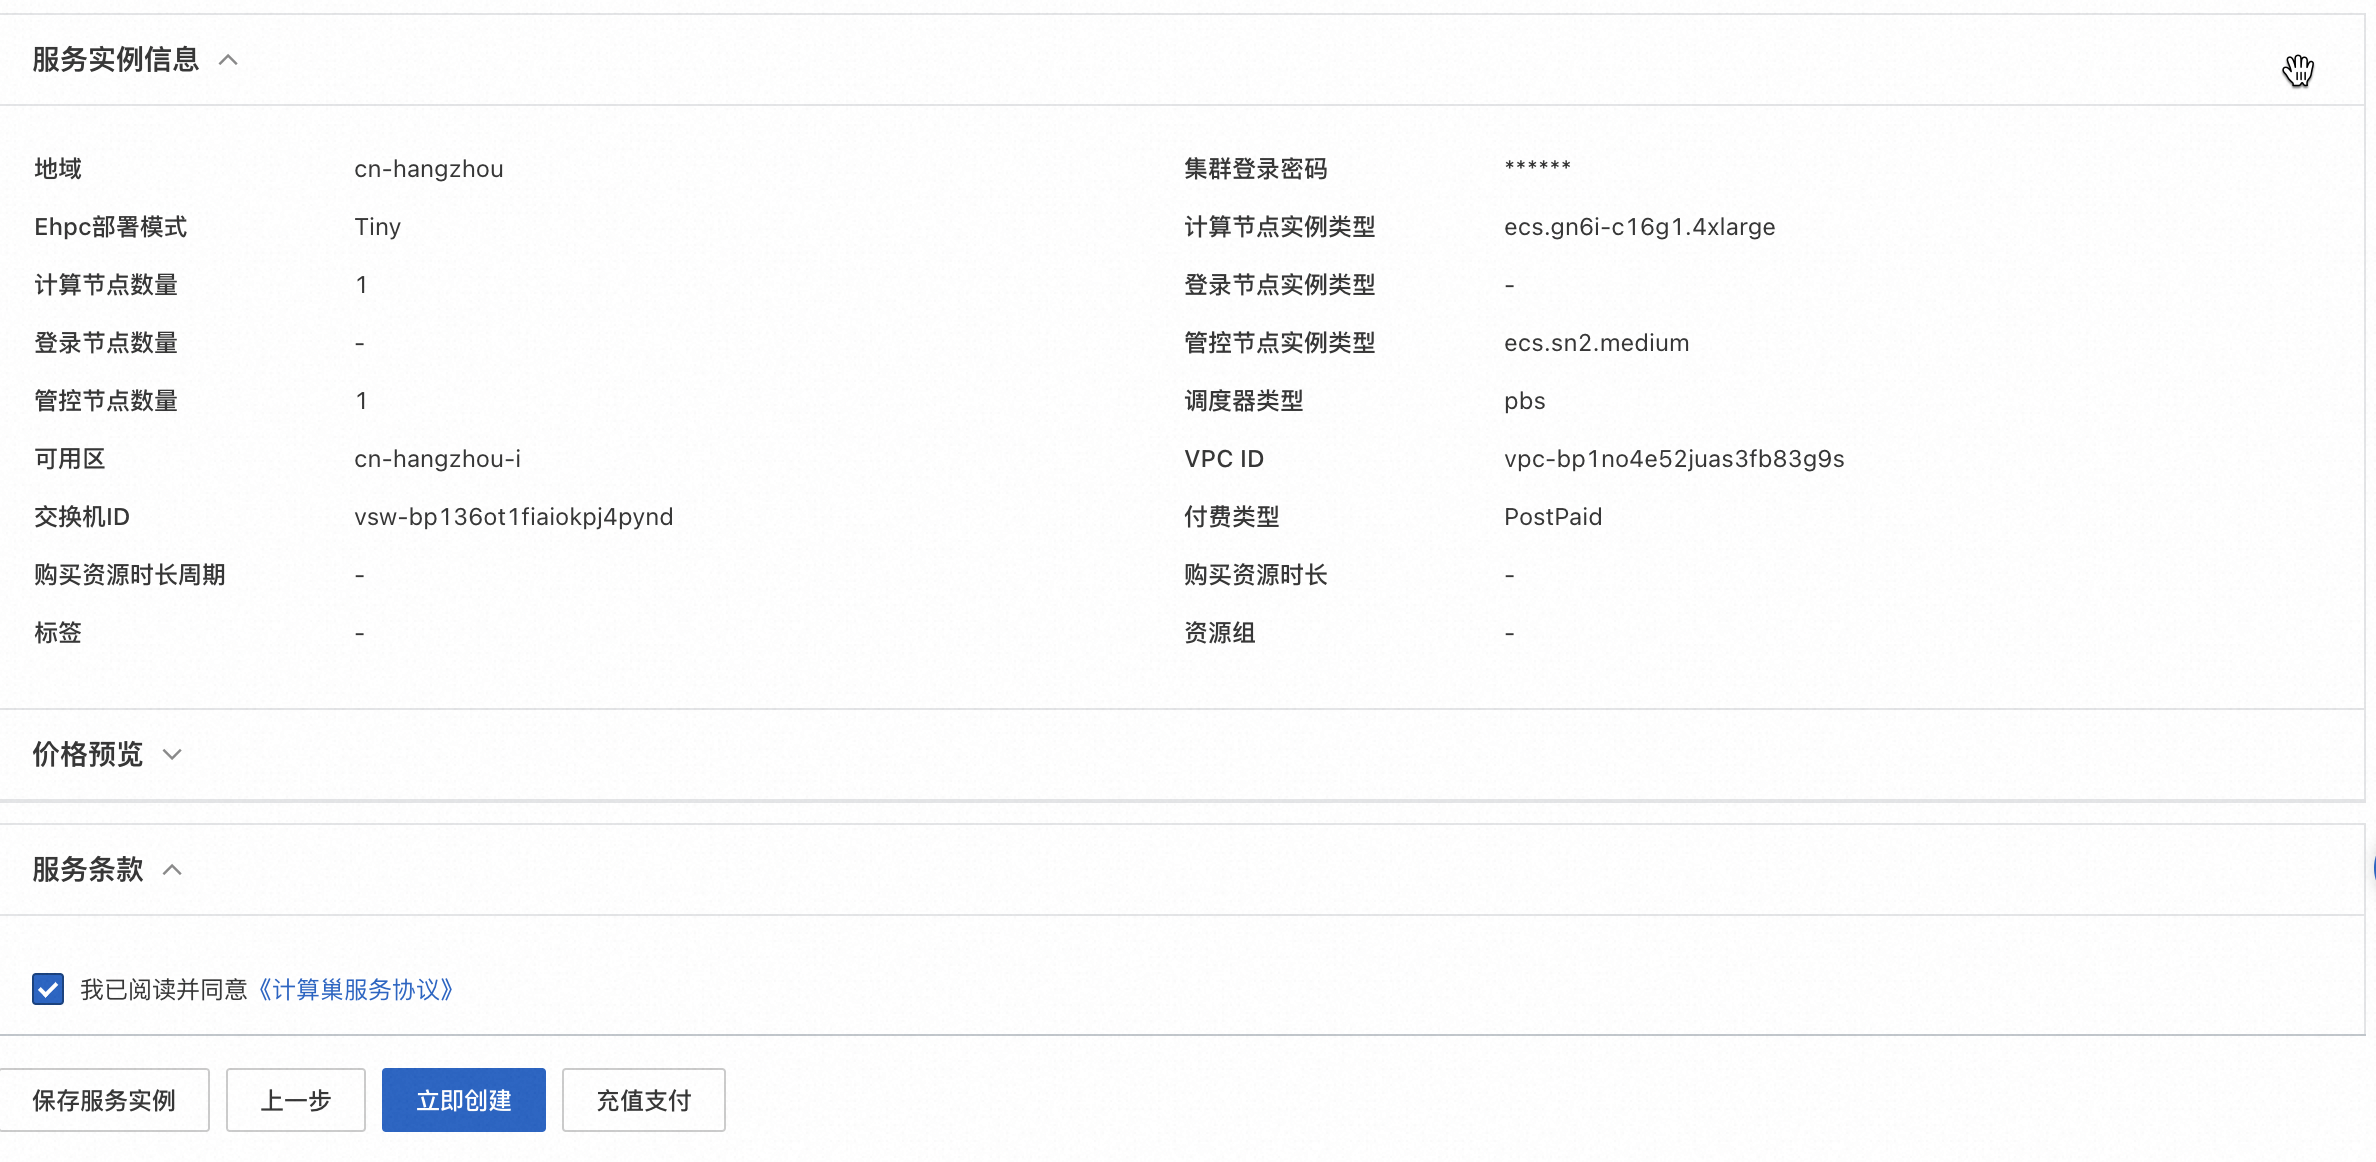 服务实例信息
地域 cn-hangzhou 集群登录密码 ******
Ehpc部署模式 Tiny 计算节点实例类型 ecs.gn6i-c16g1.4xlarge
计算节点数量 1 登录节点实例类型 -
登录节点数量 - 管控节点实例类型 ecs.sn2.medium
管控节点数量 1 调度器类型 pbs
可用区 cn-hangzhou-i VPC ID vpc-bp1no4e52juas3fb83g9s
交换机ID vsw-bp136ot1fiaiokpj4pynd 付费类型 PostPaid
购买资源时长周期 - 购买资源时长 -
标签 - 资源组 -
价格预览
服务条款
我已阅读并同意《计算巢服务协议》
保存服务实例 上一步 立即创建 充值支付